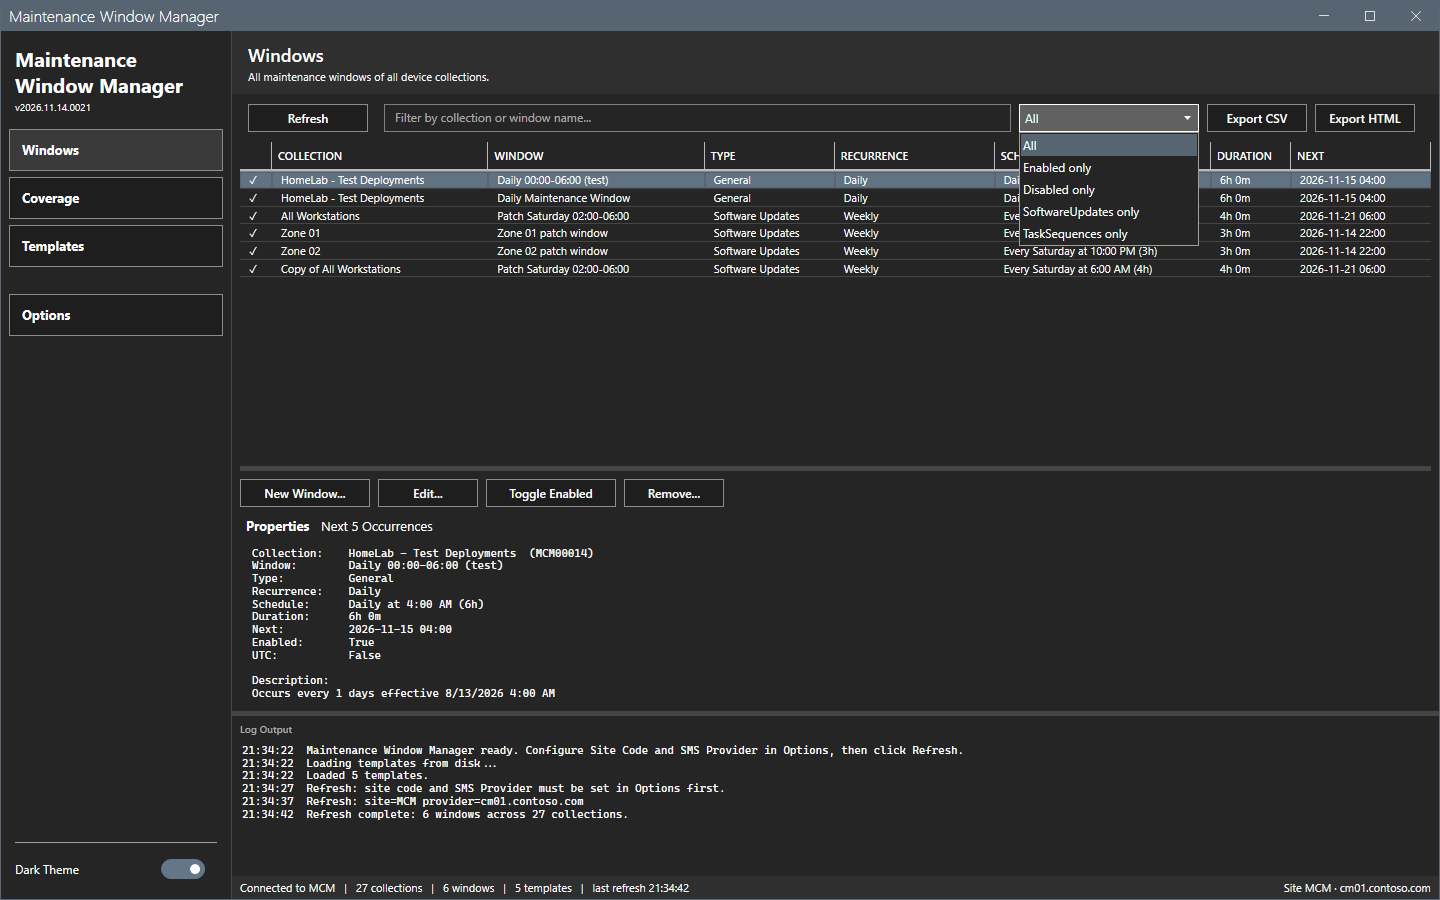 Maintenance Window Manager
Maintenance
Window Manager
v2026.11.14.0021
Windows
Coverage
Templates
Options
Dark Theme
Windows
All maintenance windows of all device collections.
Refresh
Filter by collection or window name...
All
Export CSV
Export HTML
All
Enabled only
Disabled only
SoftwareUpdates only
TaskSequences only
COLLECTION WINDOW TYPE RECURRENCE SCH DURATION NEXT
✓ HomeLab - Test Deployments Daily 00:00-06:00 (test) General Daily Dai 6h 0m 2026-11-15 04:00
✓ HomeLab - Test Deployments Daily Maintenance Window General Daily Dai 6h 0m 2026-11-15 04:00
✓ All Workstations Patch Saturday 02:00-06:00 Software Updates Weekly Eve 4h 0m 2026-11-21 06:00
✓ Zone 01 Zone 01 patch window Software Updates Weekly Eve 3h 0m 2026-11-14 22:00
✓ Zone 02 Zone 02 patch window Software Updates Weekly Every Saturday at 10:00 PM (3h) 3h 0m 2026-11-14 22:00
✓ Copy of All Workstations Patch Saturday 02:00-06:00 Software Updates Weekly Every Saturday at 6:00 AM (4h) 4h 0m 2026-11-21 06:00
New Window...
Edit...
Toggle Enabled
Remove...
Properties Next 5 Occurrences
Collection: HomeLab - Test Deployments (MCM00014)
Window: Daily 00:00-06:00 (test)
Type: General
Recurrence: Daily
Schedule: Daily at 4:00 AM (6h)
Duration: 6h 0m
Next: 2026-11-15 04:00
Enabled: True
UTC: False
Description:
Occurs every 1 days effective 8/13/2026 4:00 AM
Log Output
21:34:22 Maintenance Window Manager ready. Configure Site Code and SMS Provider in Options, then click Refresh.
21:34:22 Loading templates from disk...
21:34:22 Loaded 5 templates.
21:34:27 Refresh: site code and SMS Provider must be set in Options first.
21:34:37 Refresh: site=MCM provider=cm01.contoso.com
21:34:42 Refresh complete: 6 windows across 27 collections.
Connected to MCM | 27 collections | 6 windows | 5 templates | last refresh 21:34:42
Site MCM · cm01.contoso.com